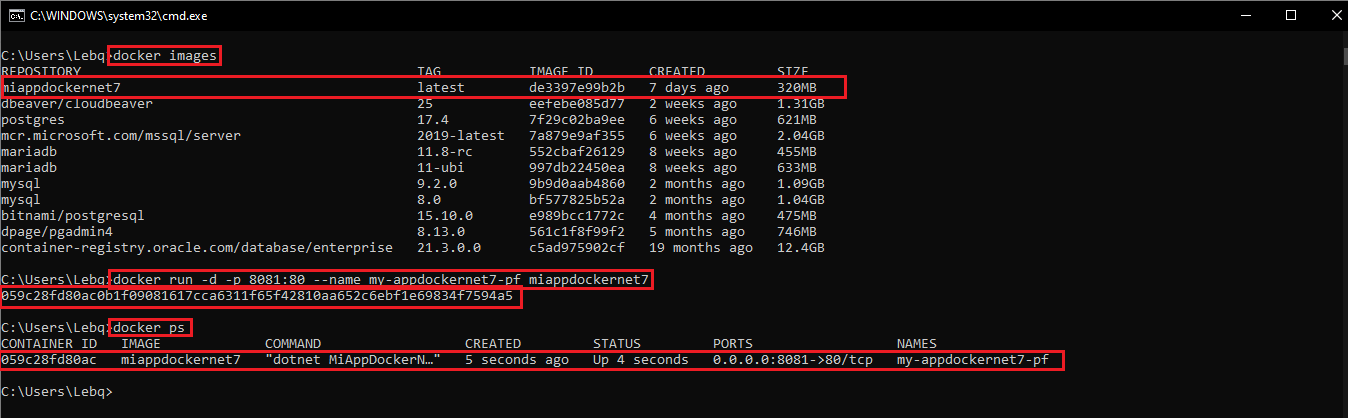 C:\WINDOWS\system32\cmd.exe
C:\Users\Lebq>docker images
REPOSITORY TAG IMAGE ID CREATED SIZE
miappdockernet7 latest de3397e99b2b 7 days ago 320MB
dbeaver/cloudbeaver 25 eefebe085d77 2 weeks ago 1.31GB
postgres 17.4 7f29c02ba9ee 6 weeks ago 621MB
mcr.microsoft.com/mssql/server 2019-latest 7a879e9af355 6 weeks ago 2.04GB
mariadb 11.8-rc 552cbaf26129 8 weeks ago 455MB
mariadb 11-ubi 997db22450ea 8 weeks ago 633MB
mysql 9.2.0 9b9d0aab4860 2 months ago 1.09GB
mysql 8.0 bf577825b52a 2 months ago 1.04GB
bitnami/postgresql 15.10.0 e989bcc1772c 4 months ago 475MB
dpage/pgadmin4 8.13.0 561c1f8f99f2 5 months ago 746MB
container-registry.oracle.com/database/enterprise 21.3.0.0 c5ad975902cf 19 months ago 12.4GB
C:\Users\Lebq>docker run -d -p 8081:80 --name my-appdockernet7-pf miappdockernet7
059c28fd80ac0b1f09081617cca6311f65f42810aa652c6ebf1e69834f7594a5
C:\Users\Lebq>docker ps
CONTAINER ID IMAGE COMMAND CREATED STATUS PORTS NAMES
059c28fd80ac miappdockernet7 "dotnet MiAppDockerN…" 5 seconds ago Up 4 seconds 0.0.0.0:8081->80/tcp my-appdockernet7-pf
C:\Users\Lebq>